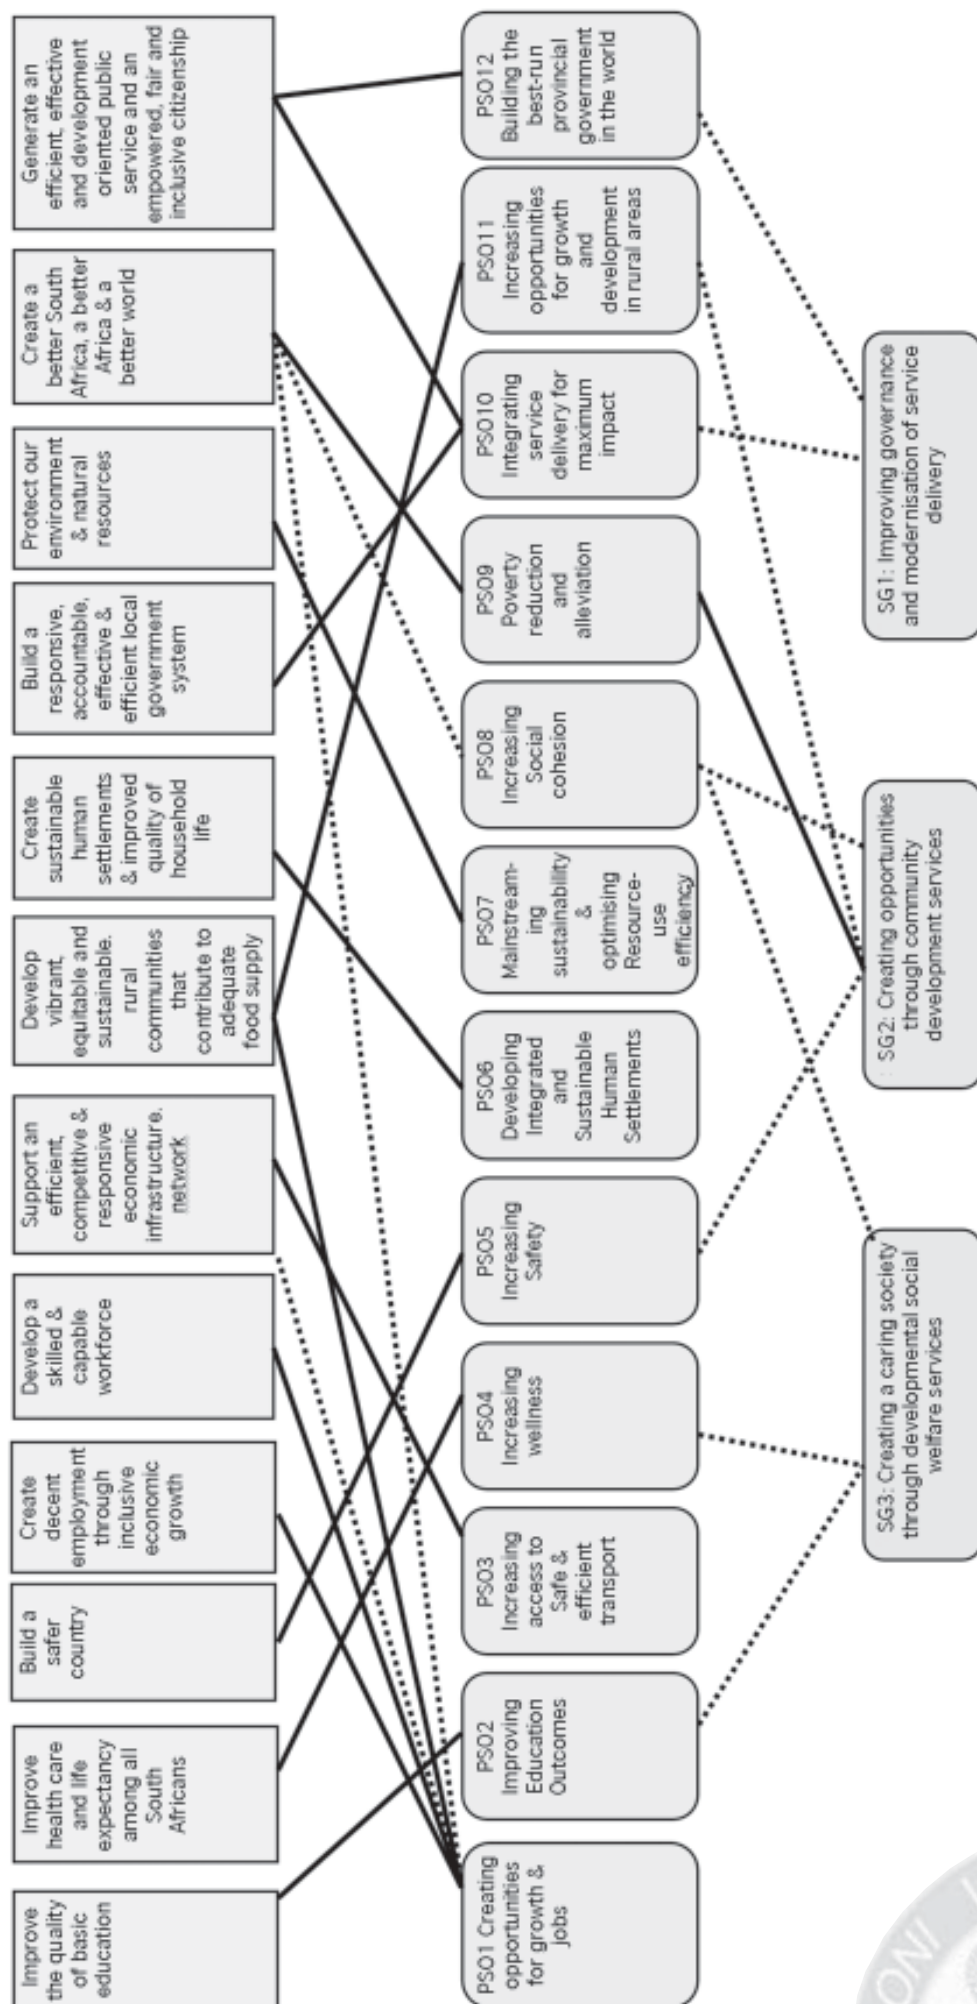 Improve
the quality
of basic
education
Improve
health care
and life
expectancy
among all
South
Africans
Build a
safer
country
Create
decent
employment
through
inclusive
economic
growth
Develop a
skilled &
capable
workforce
Support an
efficient,
competitive &
responsive
economic
infrastructure.
network
Develop
vibrant,
equitable and
sustainable.
rural
communities
that
contribute to
adequate
food supply
Create
sustainable
human
settlements
& improved
quality of
household
life
Build a
responsive,
accountable,
effective &
efficient local
government
system
Protect our
environment
& natural
resources
Create a
better South
Africa, a better
Africa & a
better world
Generate an
efficient, effective
and development
oriented public
service and an
empowered, fair and
inclusive citizenship
PSO1 Creating
opportunities
for growth &
jobs
PSO2
Improving
Education
Outcomes
PSO3
Increasing
access to
Safe &
efficient
transport
PSO4
Increasing
wellness
PSO5
Increasing
Safety
PSO6
Developing
Integrated
and
Sustainable
Human
Settlements
PSO7
Mainstream-
ing
sustainability
&
optimising
Resource-
use
efficiency
PSO8
Increasing
Social
cohesion
PSO9
Poverty
reduction
and
alleviation
PSO10
Integrating
service
delivery for
maximum
impact
PSO11
Increasing
opportunities
for growth
and
development
in rural areas
PSO12
Building the
best-run
provincial
government
in the world
SG3: Creating a caring society
through developmental social
welfare services
SG2: Creating opportunities
through community
development services
SG1: Improving governance
and modernisation of service
delivery